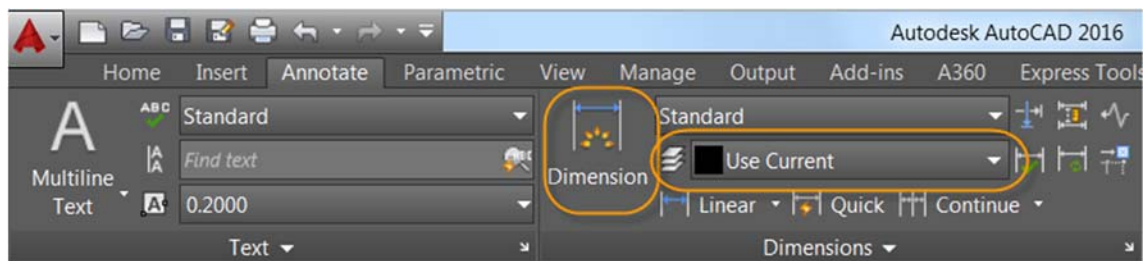 Autodesk AutoCAD 2016
Home Insert Annotate Parametric View Manage Output Add-ins A360 Express Tools
A ABC Standard Standard
A A Find text Use Current
Multiline Text A 0.2000 Dimension Linear Quick Continue
Text Dimensions